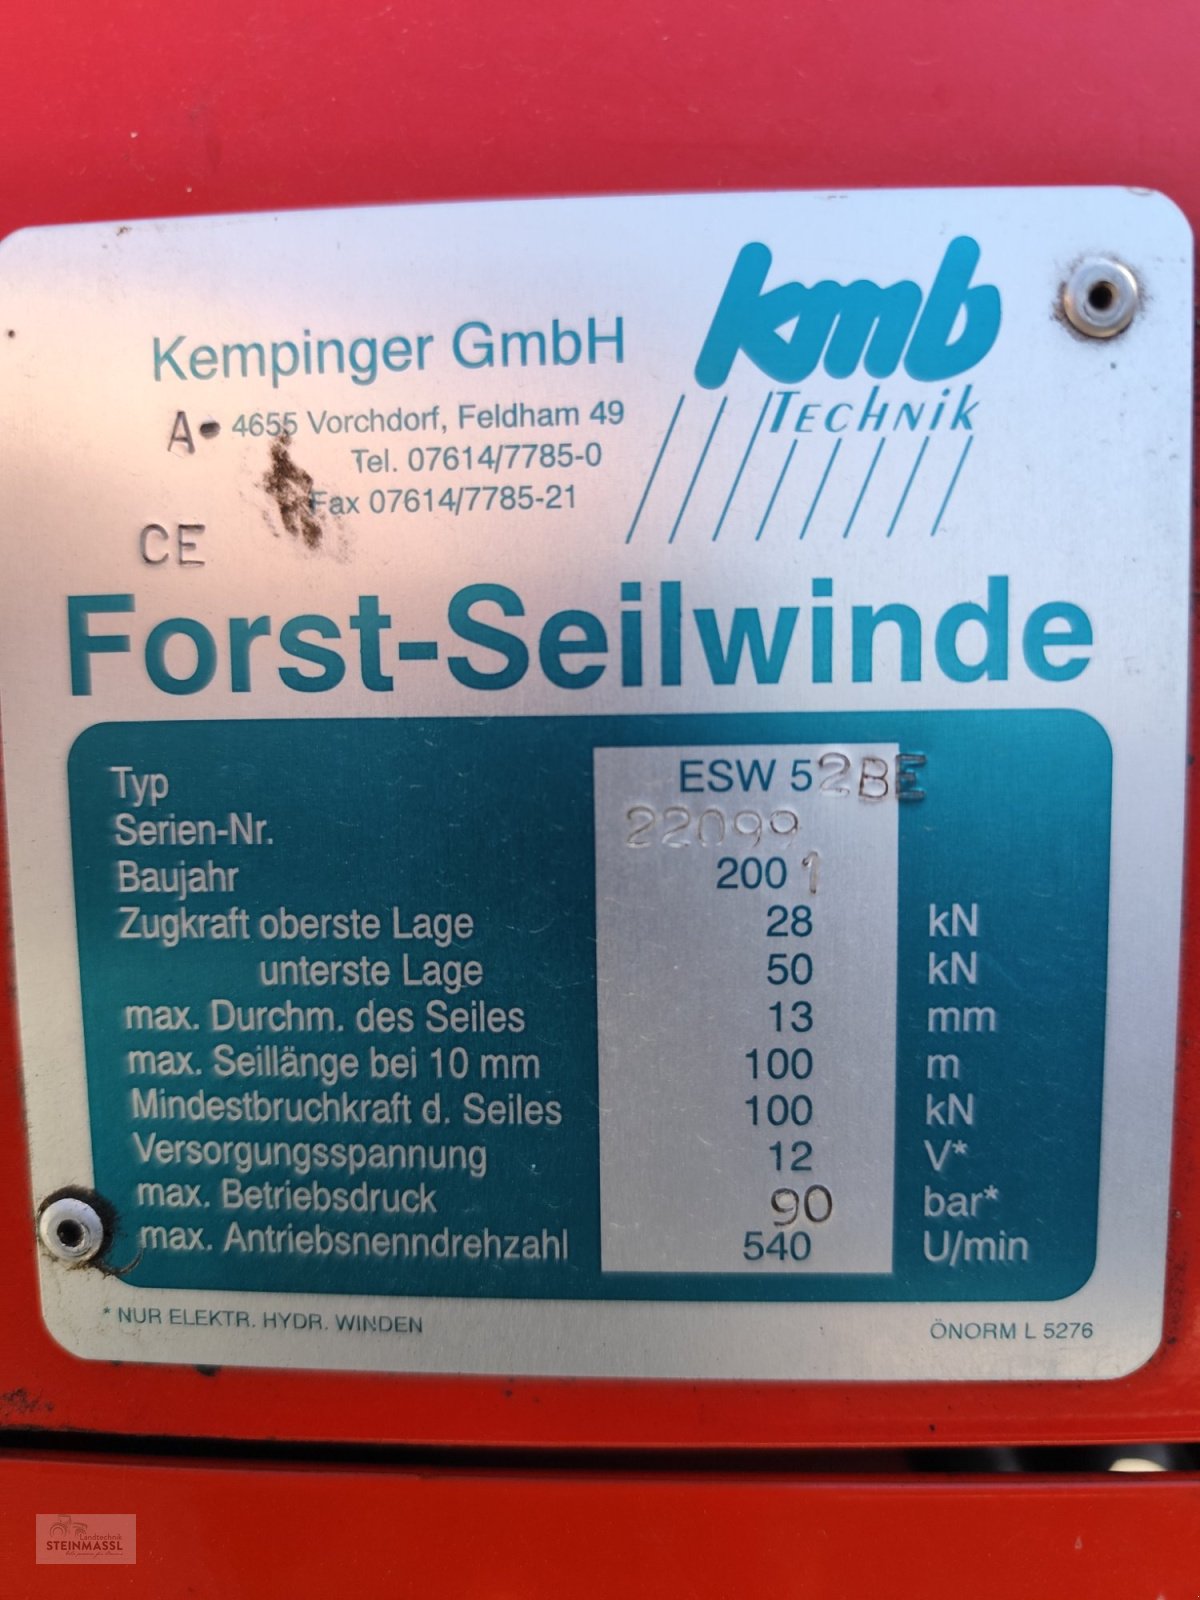 kmb
TECHNIK
Kempinger GmbH
A- 4655 Vorchdorf, Feldham 49
Tel. 07614/7785-0
Fax 07614/7785-21
CE
Forst-Seilwinde
Typ ESW 52BE
Serien-Nr. 22099
Baujahr 2001
Zugkraft oberste Lage 28 kN
unterste Lage 50 kN
max. Durchm. des Seiles 13 mm
max. Seillänge bei 10 mm 100 m
Mindestbruchkraft d. Seiles 100 kN
Versorgungsspannung 12 V*
max. Betriebsdruck 90 bar*
max. Antriebsnenndrehzahl 540 U/min
* NUR ELEKTR. HYDR. WINDEN ÖNORM L 5276
Landtechnik
STEINMASSL